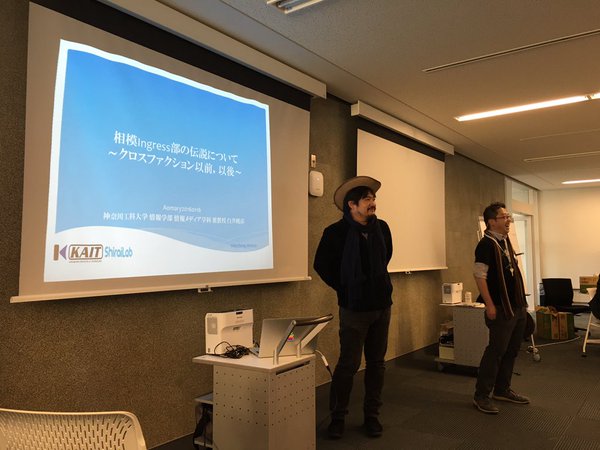 相模Ingress部の伝説について
～クロスファクション以前、以後～
神奈川工科大学 情報学部 情報メディア学科 准教授 白井暁彦
KAIT ShiraiLab